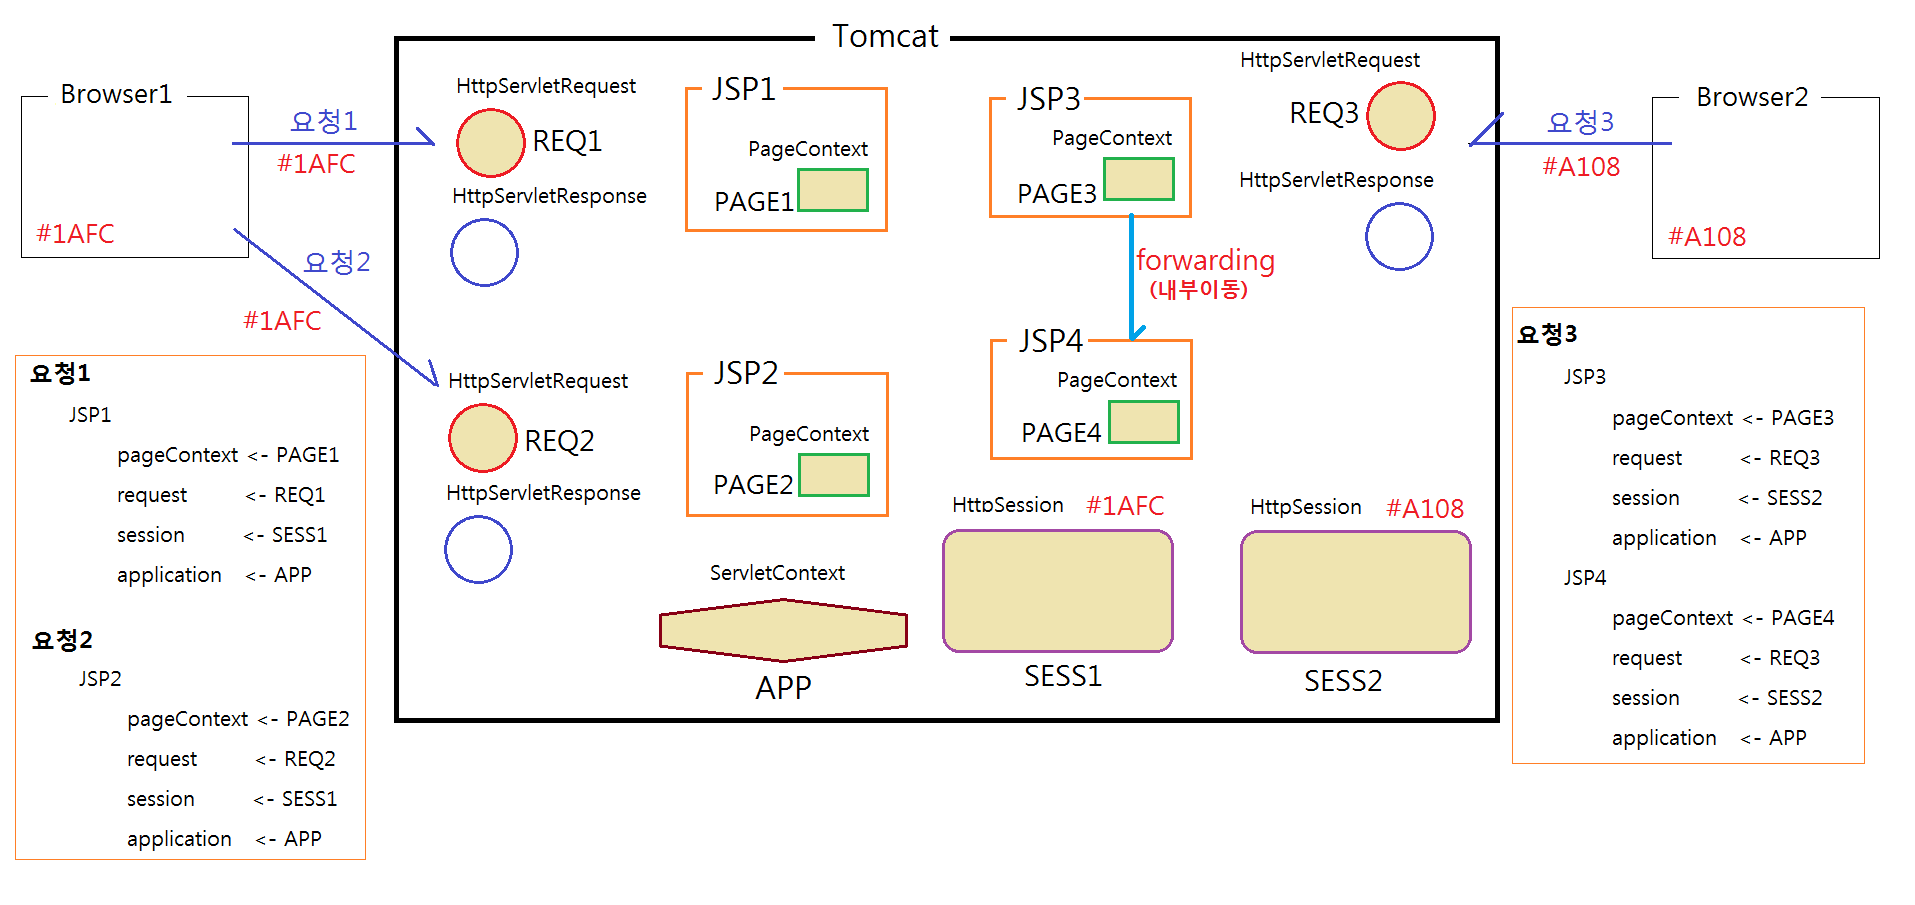 Tomcat
Browser1
#1AFC
요청1
#1AFC
요청2
#1AFC
HttpServletRequest
REQ1
HttpServletResponse
JSP1
PageContext
PAGE1
JSP3
PageContext
PAGE3
forwarding
(내부이동)
HttpServletRequest
REQ3
HttpServletResponse
요청3
#A108
Browser2
#A108
HttpServletRequest
REQ2
HttpServletResponse
JSP2
PageContext
PAGE2
JSP4
PageContext
PAGE4
ServletContext
APP
HttpSession #1AFC
SESS1
HttpSession #A108
SESS2
요청1
JSP1
pageContext <- PAGE1
request <- REQ1
session <- SESS1
application <- APP
요청2
JSP2
pageContext <- PAGE2
request <- REQ2
session <- SESS1
application <- APP
요청3
JSP3
pageContext <- PAGE3
request <- REQ3
session <- SESS2
application <- APP
JSP4
pageContext <- PAGE4
request <- REQ3
session <- SESS2
application <- APP